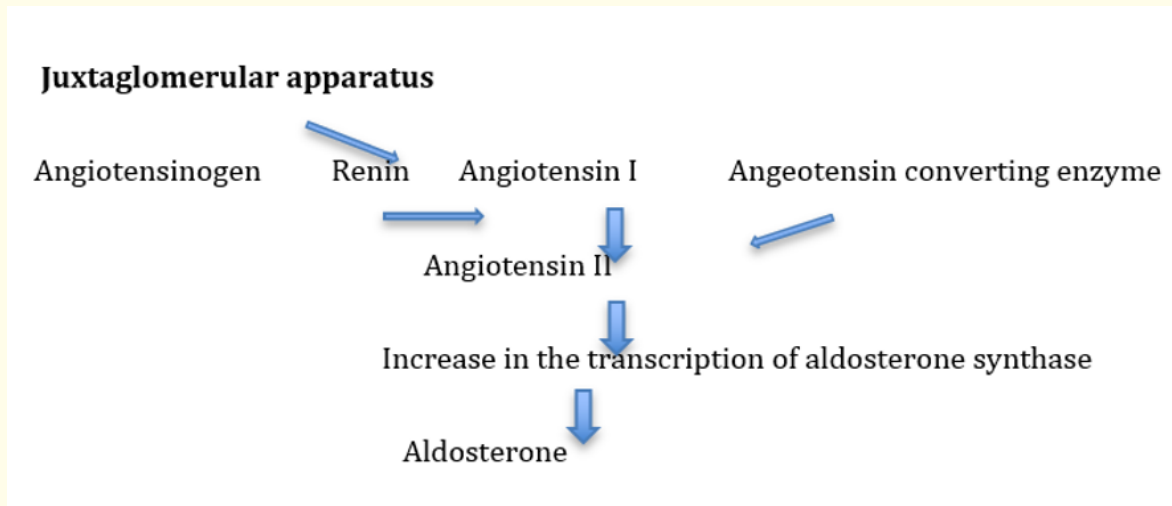 Juxtaglomerular apparatus
Angiotensinogen Renin Angiotensin I Angeotensin converting enzyme
Angiotensin II
Increase in the transcription of aldosterone synthase
Aldosterone